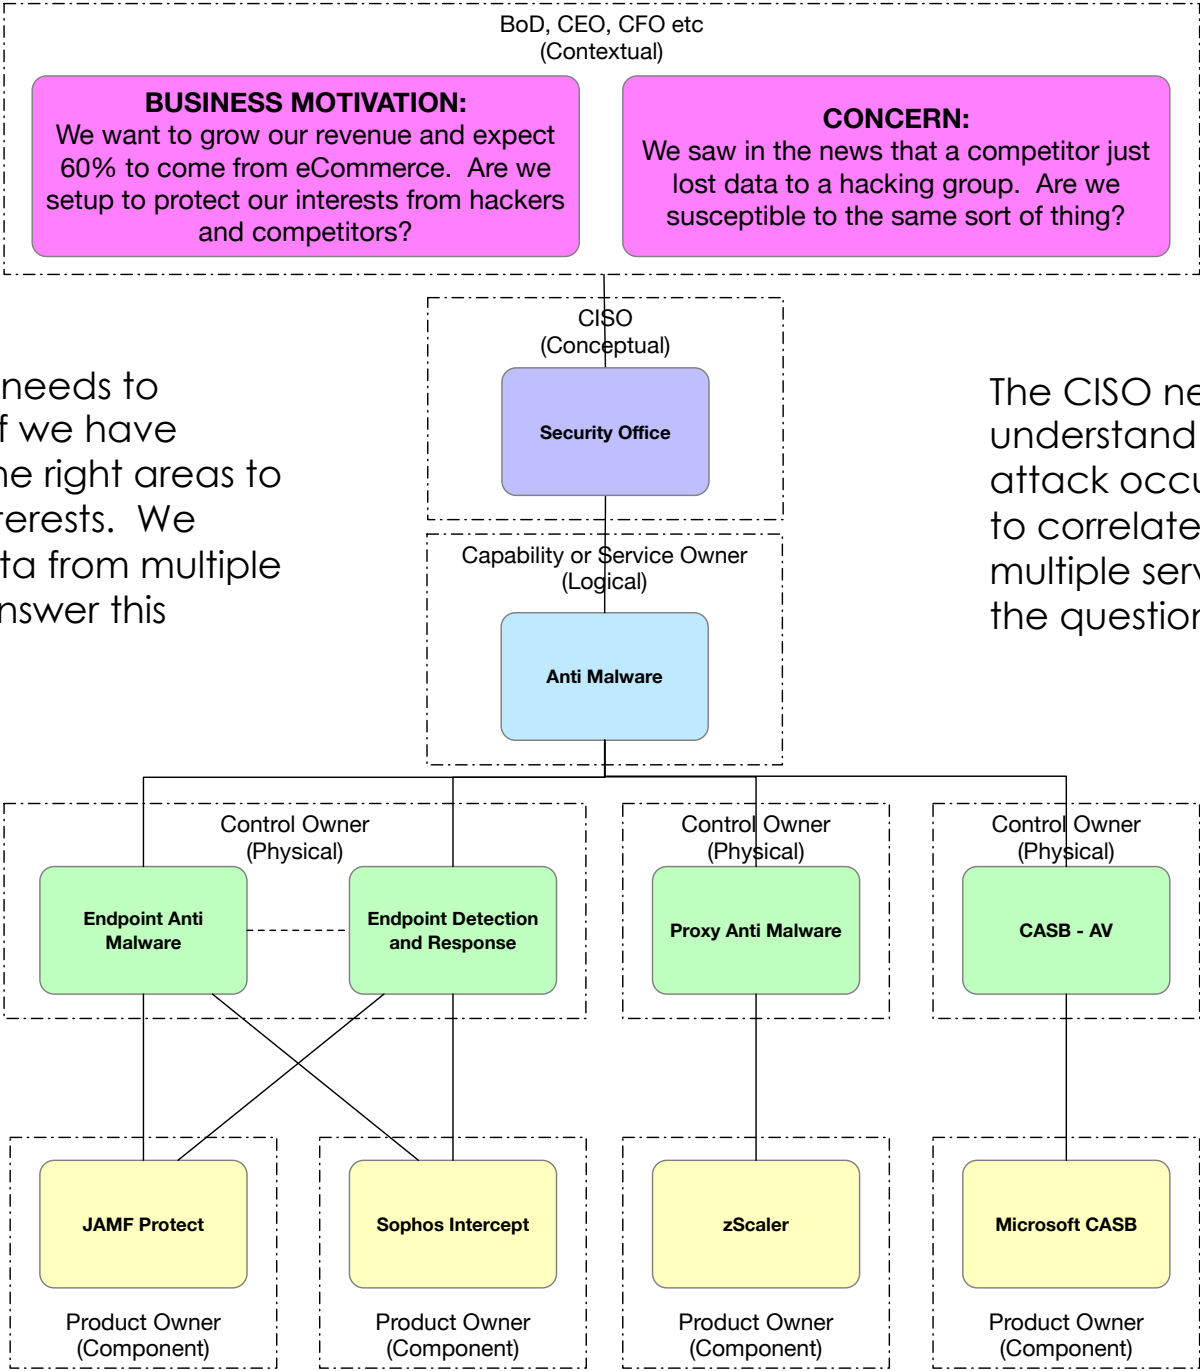 BoD, CEO, CFO etc
(Contextual)
BUSINESS MOTIVATION:
We want to grow our revenue and expect
60% to come from eCommerce. Are we
setup to protect our interests from hackers
and competitors?
CONCERN:
We saw in the news that a competitor just
lost data to a hacking group. Are we
susceptible to the same sort of thing?
CISO
(Conceptual)
Security Office
needs to
f we have
he right areas to
terests. We
ta from multiple
nswer this
The CISO ne
understand
attack occu
to correlate
multiple serv
the question
Capability or Service Owner
(Logical)
Anti Malware
Control Owner
(Physical)
Endpoint Anti
Malware
Endpoint Detection
and Response
Control Owner
(Physical)
Proxy Anti Malware
Control Owner
(Physical)
CASB - AV
JAMF Protect
Product Owner
(Component)
Sophos Intercept
Product Owner
(Component)
zScaler
Product Owner
(Component)
Microsoft CASB
Product Owner
(Component)